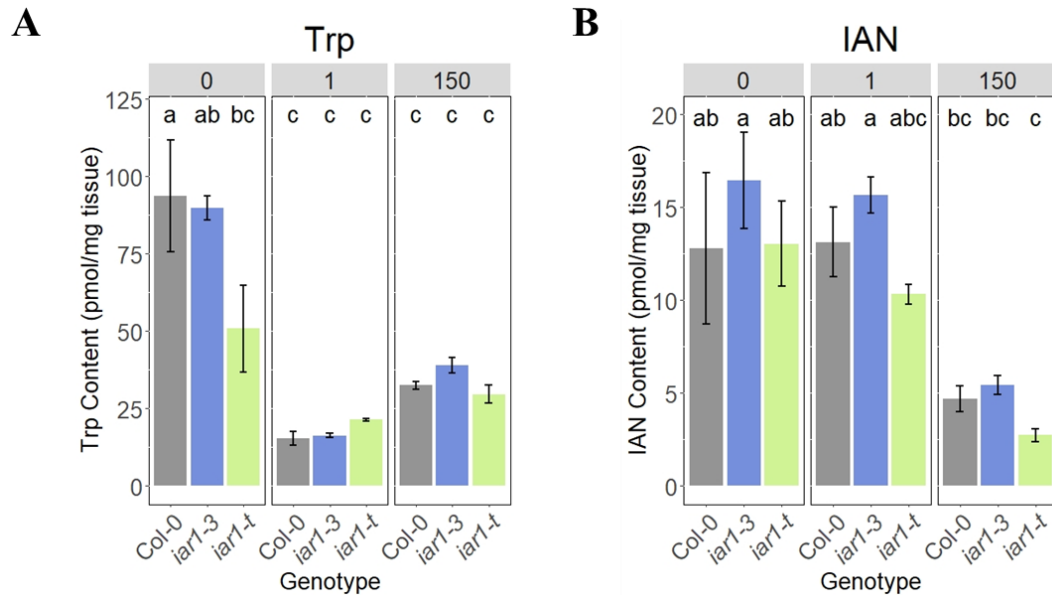 A
Trp
0 1 150
a ab bc c c c c c c
125
100
75
50
25
0
Trp Content (pmol/mg tissue)
Col-0 iar1-3 iar1-t Col-0 iar1-3 iar1-t Col-0 iar1-3 iar1-t
Genotype
B
IAN
0 1 150
ab a ab ab a abc bc bc c
20
15
10
5
0
IAN Content (pmol/mg tissue)
Col-0 iar1-3 iar1-t Col-0 iar1-3 iar1-t Col-0 iar1-3 iar1-t
Genotype